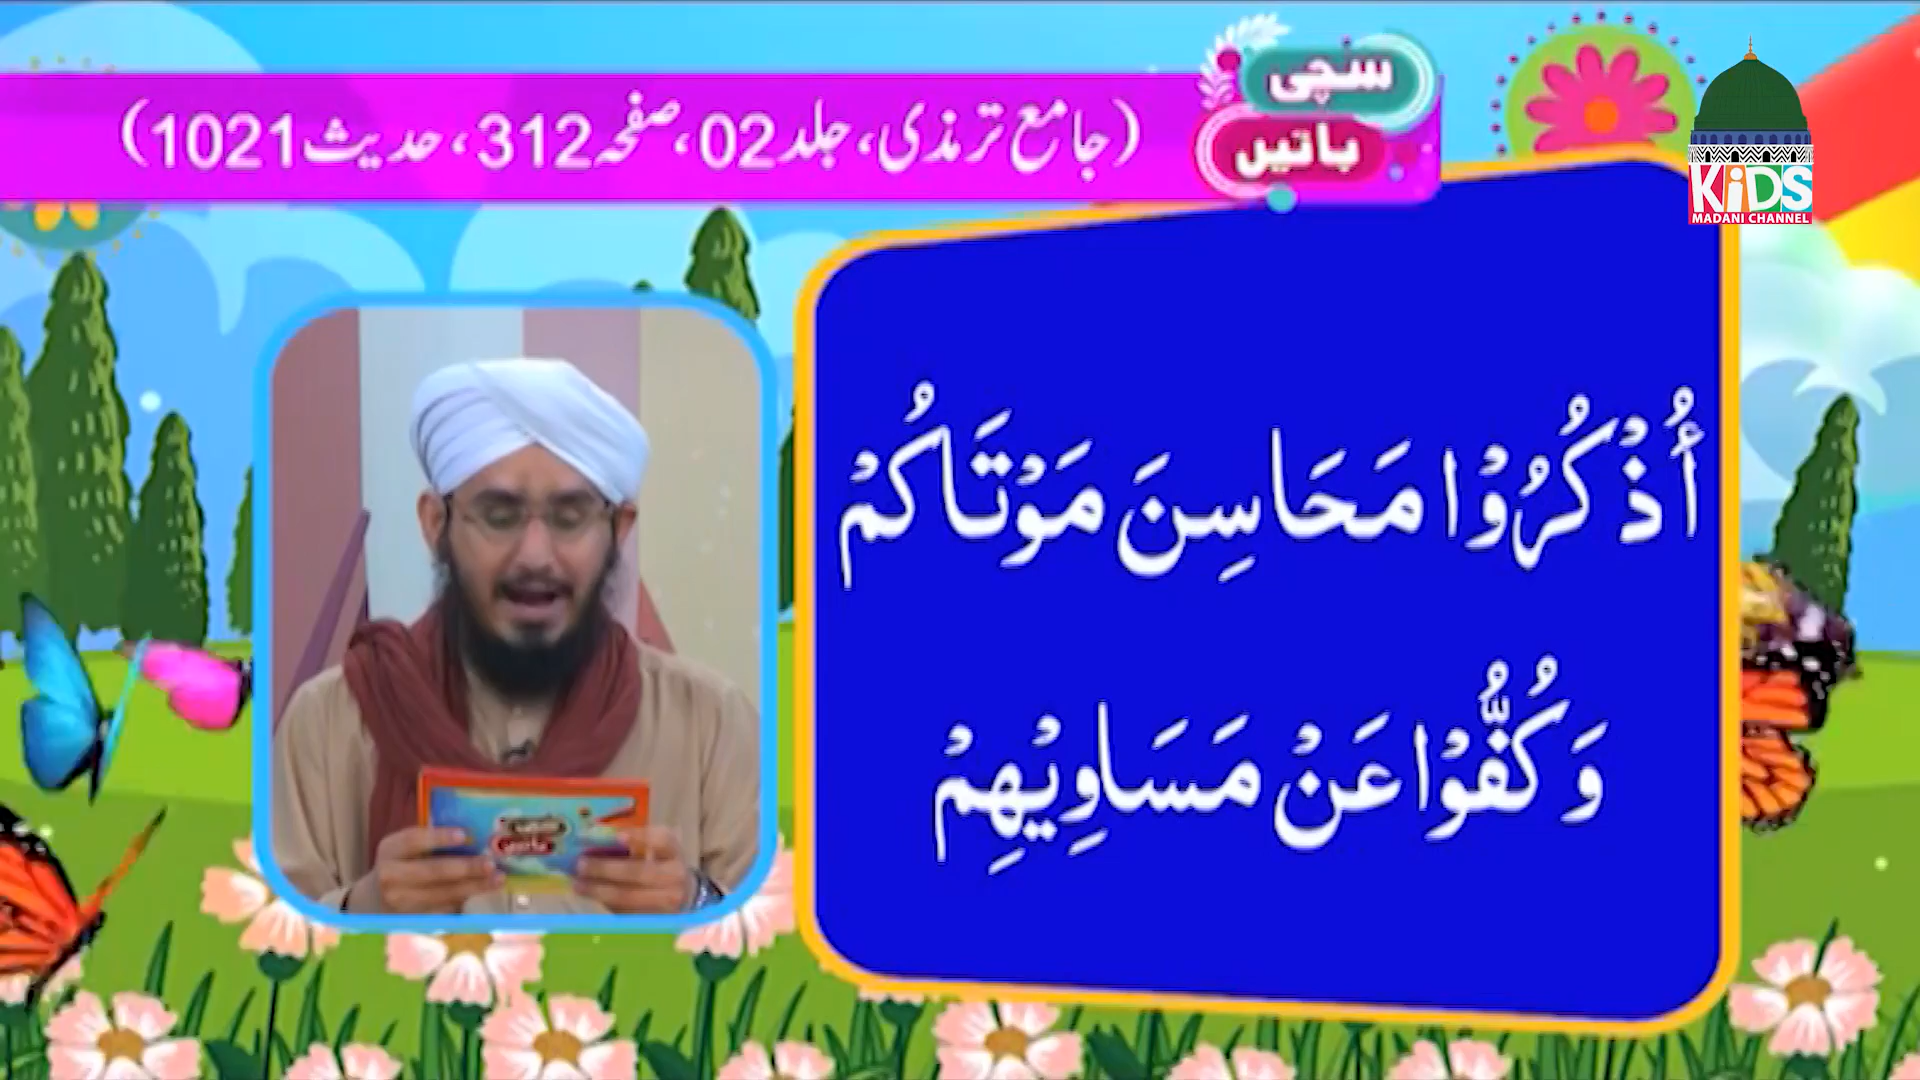 سچی
باتیں
(جامع ترمذی، جلد 02، صفحہ 312، حدیث 1021)
KiDS
MADANI CHANNEL
أُذْكُرُوْا مَحَاسِنَ مَوْتَاكُمْ
وَكُفُّوْا عَنْ مَسَاوِيْهِمْ